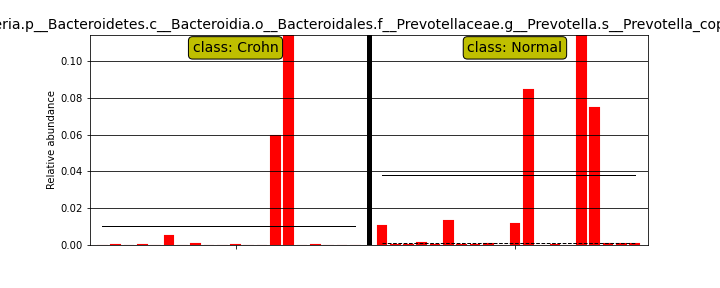 eria.p__Bacteroidetes.c__Bacteroidia.o__Bacteroidales.f__Prevotellaceae.g__Prevotella.s__Prevotella_cop
class: Crohn
class: Normal
0.10
0.08
0.06
0.04
0.02
0.00
Relative abundance